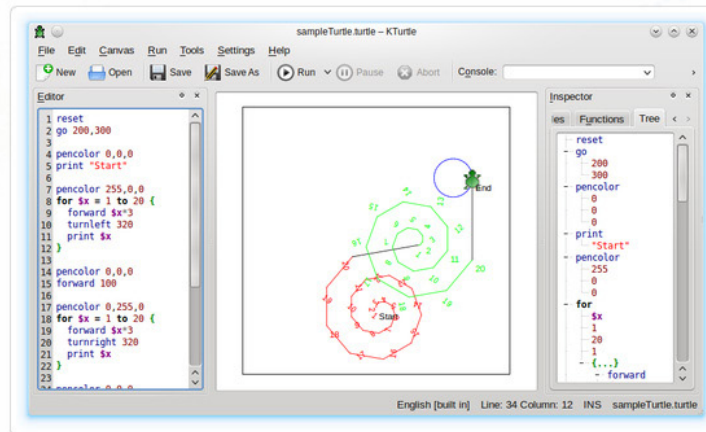 sampleTurtle.turtle – KTurtle
File Edit Canvas Run Tools Settings Help
New Open Save Save As Run Pause Abort Console:
Editor
1 reset
2 go 200,300
3
4 pencolor 0,0,0
5 print "Start"
6
7 pencolor 255,0,0
8 for $x = 1 to 20 {
9 forward $x*3
10 turnleft 320
11 print $x
12 }
13
14 pencolor 0,0,0
15 forward 100
16
17 pencolor 0,255,0
18 for $x = 1 to 20 {
19 forward $x*3
20 turnright 320
21 print $x
22 }
23
End
11
20
Start
Inspector
Functions Tree
reset
go
200
300
pencolor
0
0
0
print
"Start"
pencolor
255
0
0
for
$x
1
20
1
{...}
forward
English [built in] Line: 34 Column: 12 INS sampleTurtle.turtle